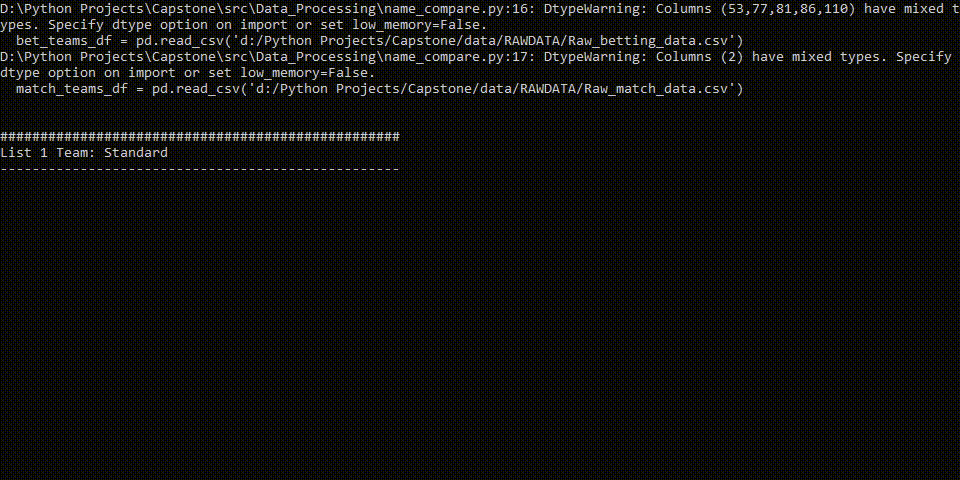 D:\Python Projects\Capstone\src\Data_Processing\name_compare.py:16: DtypeWarning: Columns (53,77,81,86,110) have mixed t
ypes. Specify dtype option on import or set low_memory=False.
  bet_teams_df = pd.read_csv('d:/Python Projects/Capstone/data/RAWDATA/Raw_betting_data.csv')
D:\Python Projects\Capstone\src\Data_Processing\name_compare.py:17: DtypeWarning: Columns (2) have mixed types. Specify
dtype option on import or set low_memory=False.
  match_teams_df = pd.read_csv('d:/Python Projects/Capstone/data/RAWDATA/Raw_match_data.csv')
##################################################
List 1 Team: Standard
--------------------------------------------------